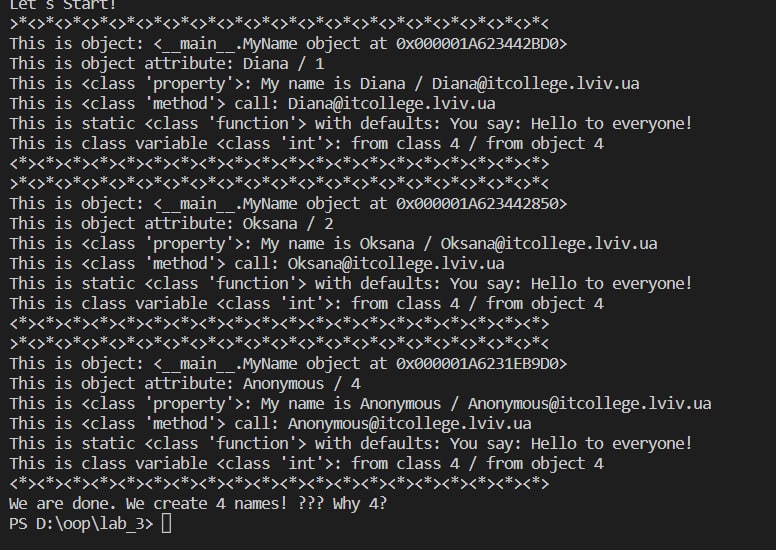 Let's Start!
>*<>*<>*<>*<>*<>*<>*<>*<>*<>*<>*<>*<>*<>*<>*<>*<>*<>*<>*<>*<
This is object: <__main__.MyName object at 0x000001A623442BD0>
This is object attribute: Diana / 1
This is <class 'property'>: My name is Diana / Diana@itcollege.lviv.ua
This is <class 'method'> call: Diana@itcollege.lviv.ua
This is static <class 'function'> with defaults: You say: Hello to everyone!
This is class variable <class 'int'>: from class 4 / from object 4
<*><*><*><*><*><*><*><*><*><*><*><*><*><*><*><*><*><*><*><*>
>*<>*<>*<>*<>*<>*<>*<>*<>*<>*<>*<>*<>*<>*<>*<>*<>*<>*<>*<>*<
This is object: <__main__.MyName object at 0x000001A623442850>
This is object attribute: Oksana / 2
This is <class 'property'>: My name is Oksana / Oksana@itcollege.lviv.ua
This is <class 'method'> call: Oksana@itcollege.lviv.ua
This is static <class 'function'> with defaults: You say: Hello to everyone!
This is class variable <class 'int'>: from class 4 / from object 4
<*><*><*><*><*><*><*><*><*><*><*><*><*><*><*><*><*><*><*><*>
>*<>*<>*<>*<>*<>*<>*<>*<>*<>*<>*<>*<>*<>*<>*<>*<>*<>*<>*<>*<
This is object: <__main__.MyName object at 0x000001A6231EB9D0>
This is object attribute: Anonymous / 4
This is <class 'property'>: My name is Anonymous / Anonymous@itcollege.lviv.ua
This is <class 'method'> call: Anonymous@itcollege.lviv.ua
This is static <class 'function'> with defaults: You say: Hello to everyone!
This is class variable <class 'int'>: from class 4 / from object 4
<*><*><*><*><*><*><*><*><*><*><*><*><*><*><*><*><*><*><*><*>
We are done. We create 4 names! ??? Why 4?
PS D:\oop\lab_3>